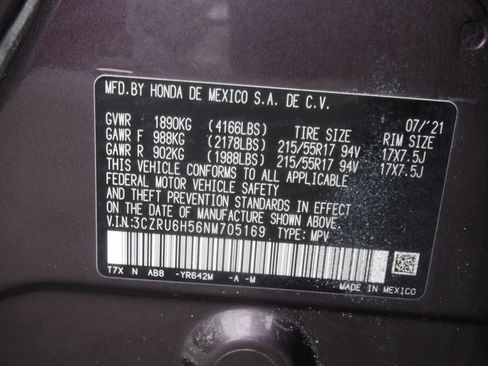 MFD.BY HONDA DE MEXICO S.A. DE C.V.
07/'21
GVWR 1890KG (4166LBS) TIRE SIZE RIM SIZE
GAWR F 988KG (2178LBS) 215/55R17 94V 17X7.5J
GAWR R 902KG (1988LBS) 215/55R17 94V 17X7.5J
THIS VEHICLE CONFORMS TO ALL APPLICABLE
FEDERAL MOTOR VEHICLE SAFETY
AND THEFT PREVENTION STANDARDS IN EFFECT
ON THE DATE OF MANUFACTURE SHOWN ABOVE.
V.I.N:3CZRU6H56NM705169 TYPE: MPV
T7X N AB8 -YR642M -A -M
MADE IN MEXICO